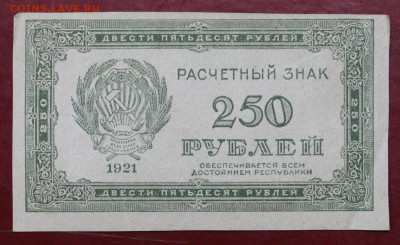 COINS.LAVE.RU
ДВЕСТИ ПЯТЬДЕСЯТ РУБЛЕЙ
250
РАСЧЕТНЫЙ ЗНАК
250
РУБЛЕЙ
ОБЕСПЕЧИВАЕТСЯ ВСЕМ
ДОСТОЯНИЕМ РЕСПУБЛИКИ
1921
250
ДВЕСТИ ПЯТЬДЕСЯТ РУБЛЕЙ